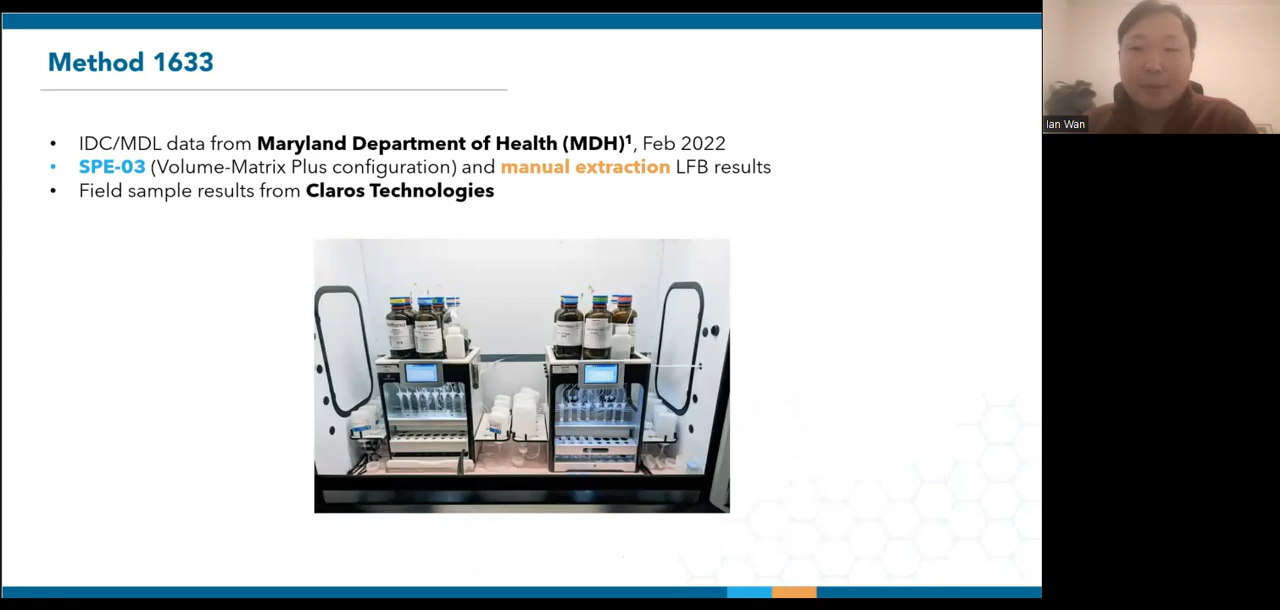 Method 1633
• IDC/MDL data from Maryland Department of Health (MDH)¹, Feb 2022
• SPE-03 (Volume-Matrix Plus configuration) and manual extraction LFB results
• Field sample results from Claros Technologies
Ian Wan